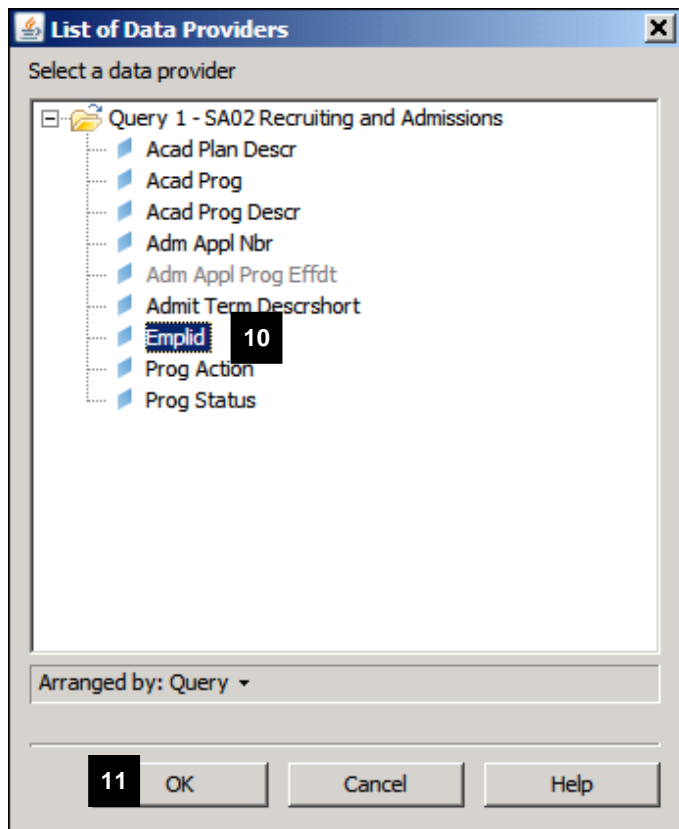 List of Data Providers
Select a data provider
Query 1 - SA02 Recruiting and Admissions
Acad Plan Descr
Acad Prog
Acad Prog Descr
Adm Appl Nbr
Adm Appl Prog Effdt
Admit Term Descrshort
Emplid 10
Prog Action
Prog Status
Arranged by: Query
11 OK Cancel Help